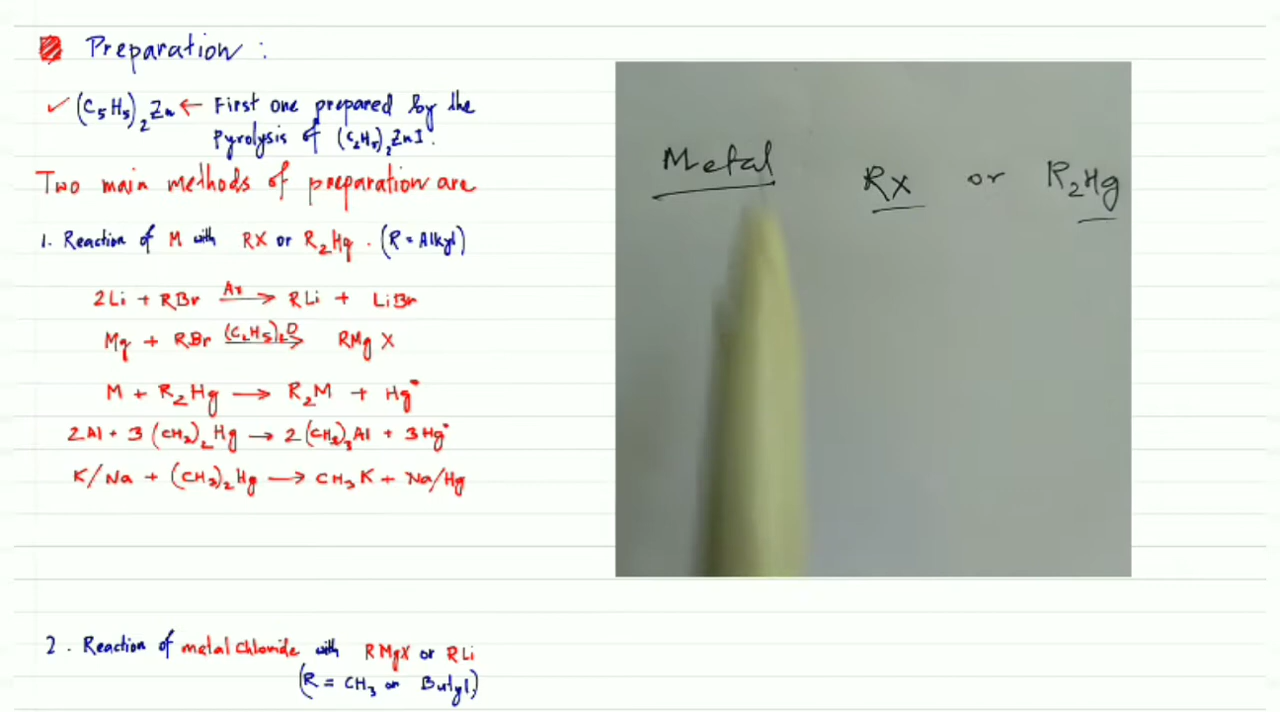 Preparation :
✓ (C₅H₅)₂Zn ← First one prepared by the
Pyrolysis of (C₂H₅)₂ZnI.
Two main methods of preparation are
1. Reaction of M with RX or R₂Hg. (R = Alkyl)
2Li + RBr —Ar→ RLi + LiBr
Mg + RBr —(C₂H₅)₂O→ RMgX
M + R₂Hg → R₂M + Hg°
2Al + 3(CH₃)₂Hg → 2(CH₃)₃Al + 3Hg°
K/Na + (CH₃)₂Hg → CH₃K + Na/Hg
2. Reaction of metal chloride with RMgX or RLi
(R = CH₃ or Butyl)
Metal RX or R₂Hg